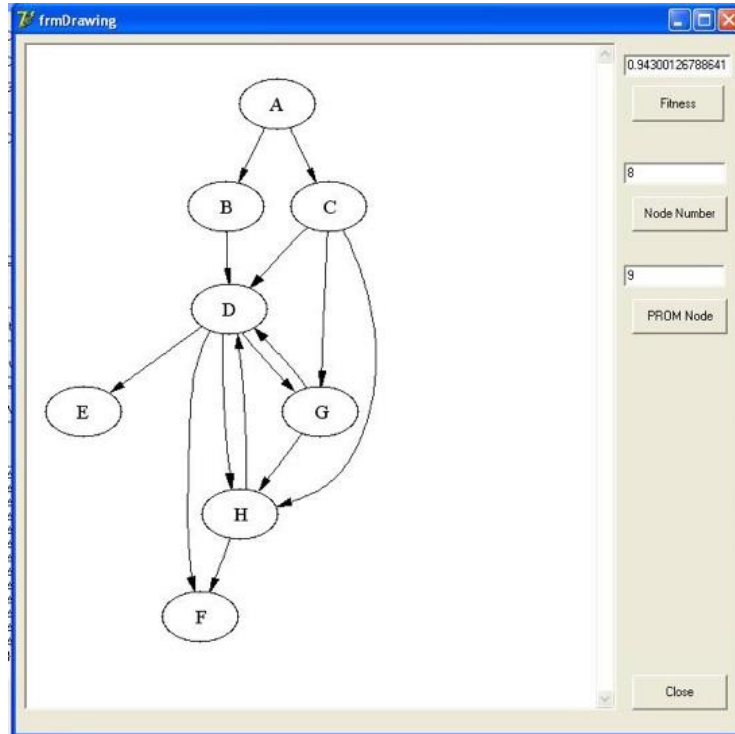 frmDrawing
A
B
C
D
E
G
H
F
0.94300126788641
Fitness
8
Node Number
9
PROM Node
Close